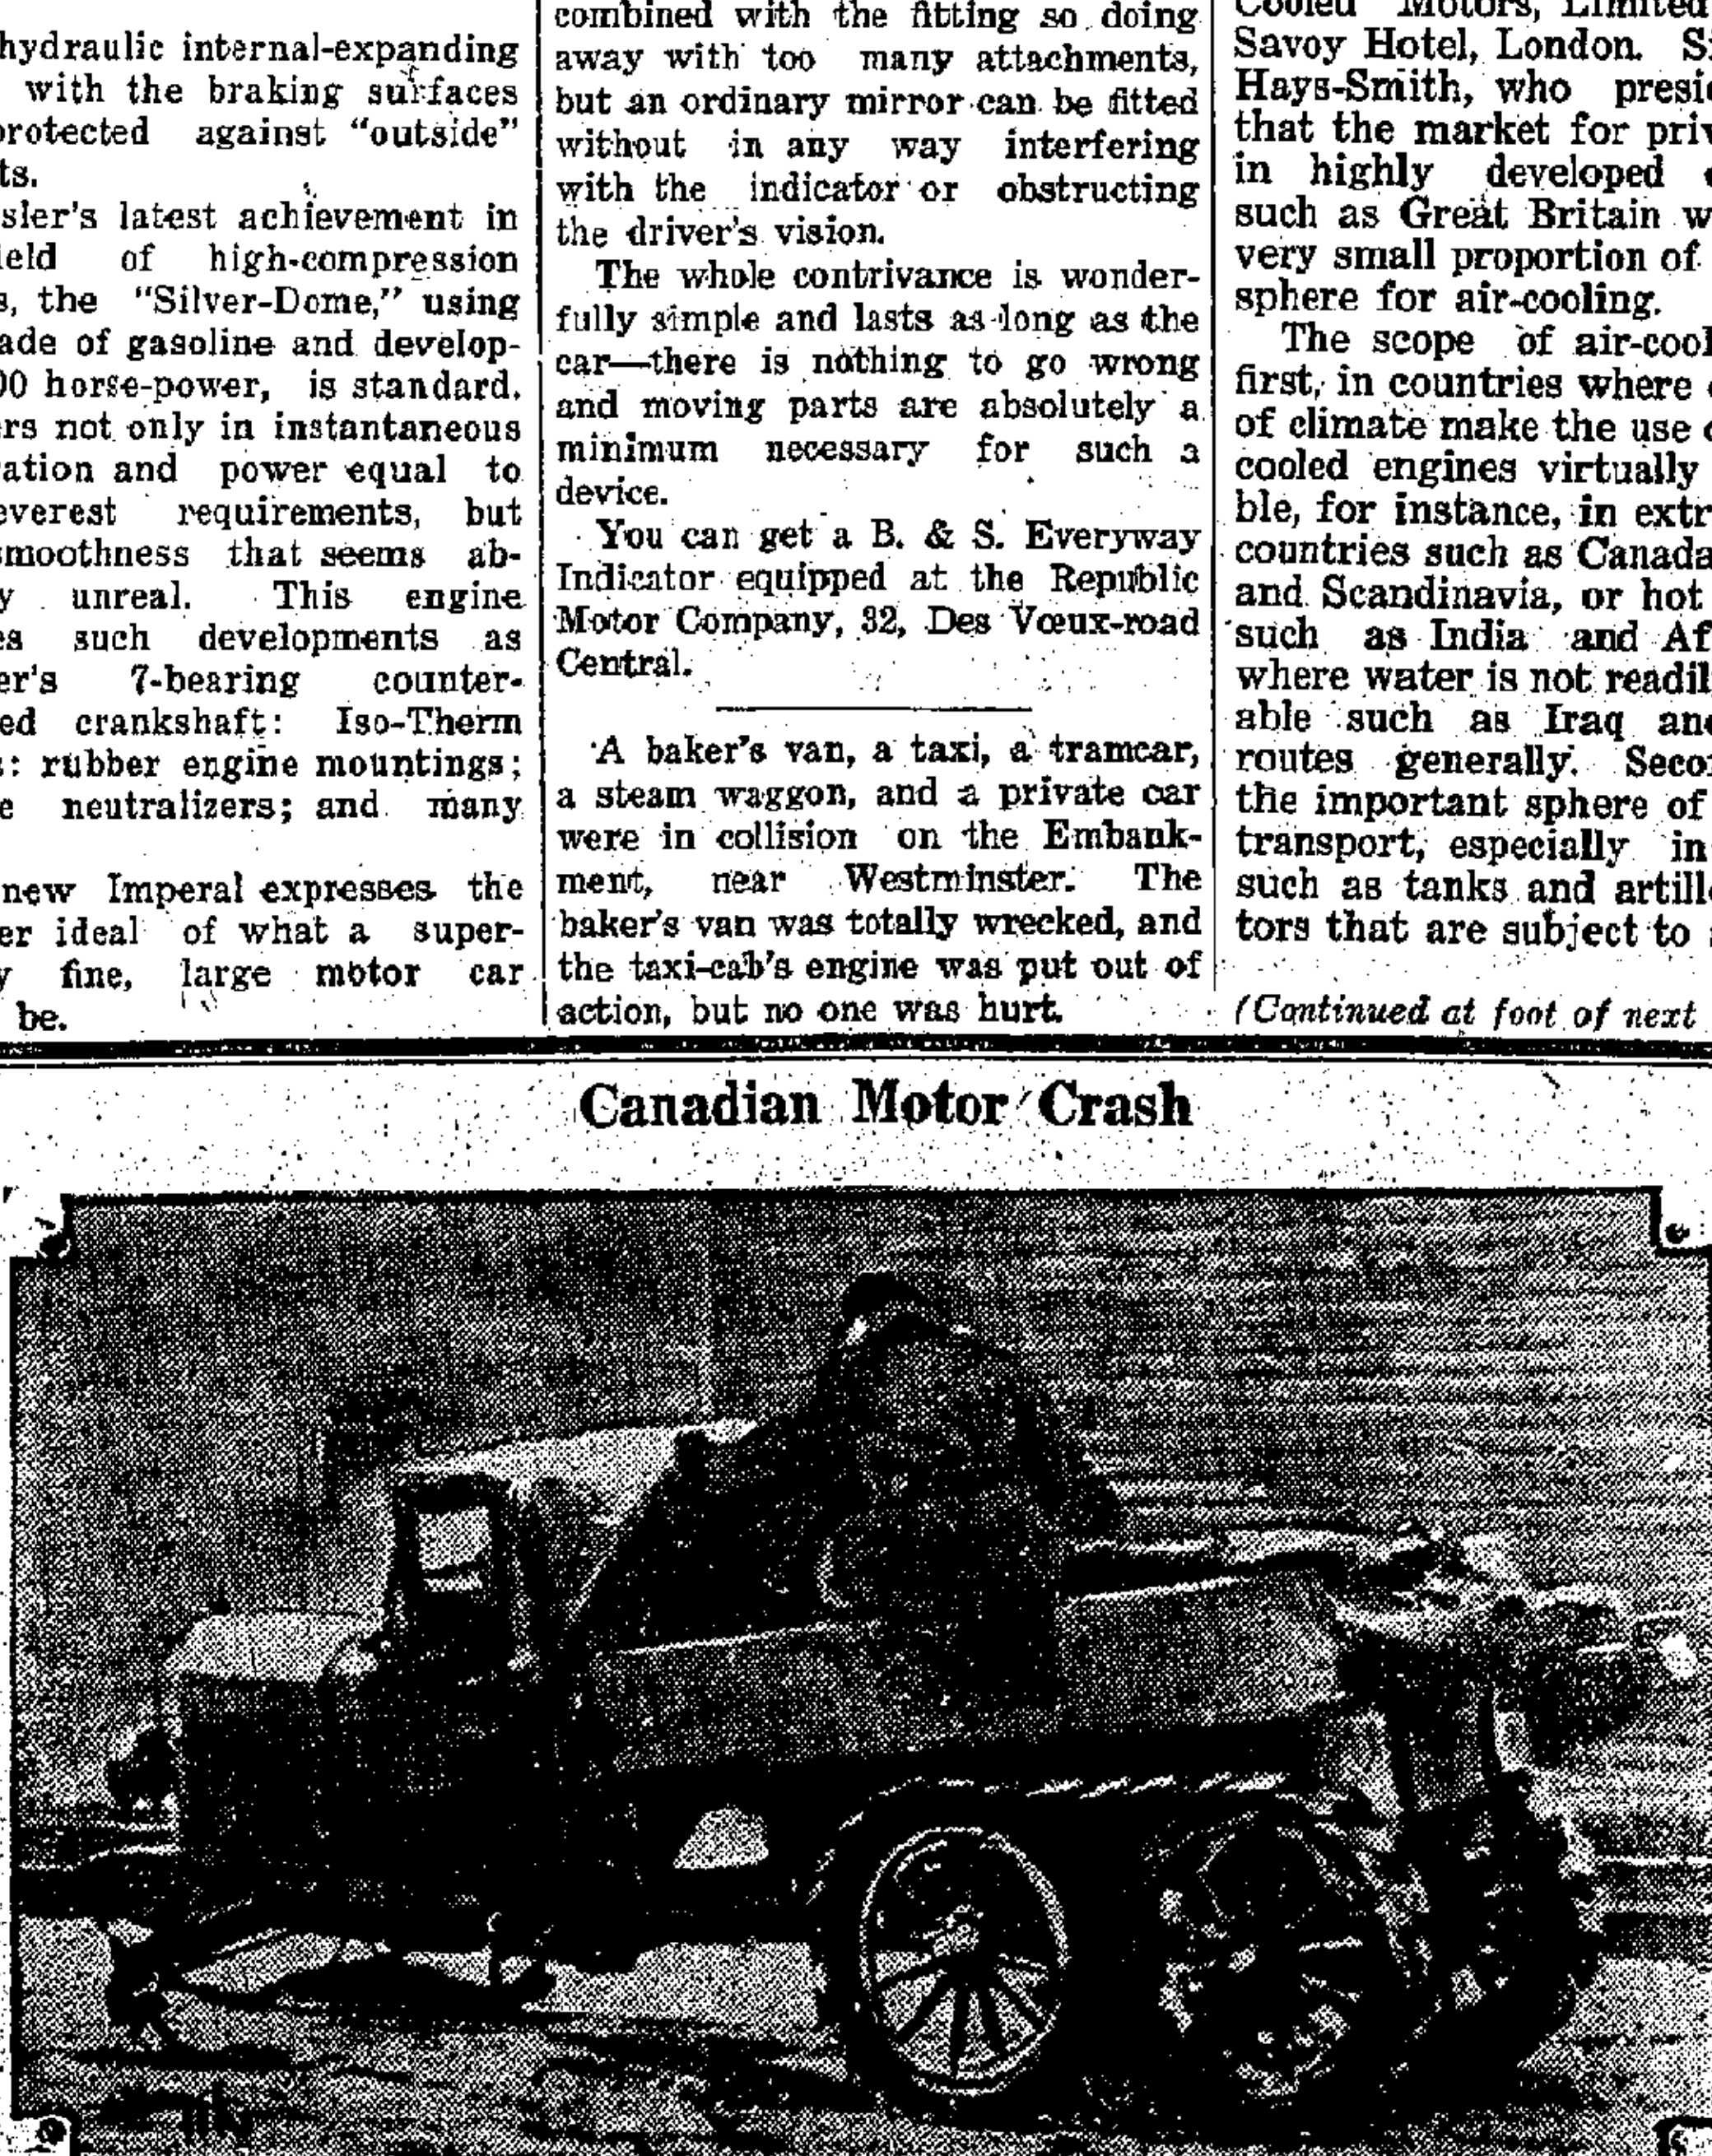 hydraulic internal-expanding
with the braking surfaces
protected against "outside"
ts.
sler's latest achievement in
ield of high-compression
s, the "Silver-Dome," using
ade of gasoline and develop-
00 horse-power, is standard.
ers not only in instantaneous
ation and power equal to
everest requirements, but
smoothness that seems ab-
y unreal. This engine
es such developments as
er's 7-bearing counter-
ed crankshaft: Iso-Therm
s: rubber engine mountings;
e neutralizers; and many
new Imperal expresses the
er ideal of what a super-
y fine, large motor car
be.
combined with the fitting so doing
away with too many attachments,
but an ordinary mirror can be fitted
without in any way interfering
with the indicator or obstructing
the driver's vision.
The whole contrivance is wonder-
fully simple and lasts as long as the
car—there is nothing to go wrong
and moving parts are absolutely a
minimum necessary for such a
device.
You can get a B. & S. Everyway
Indicator equipped at the Republic
Motor Company, 32, Des Vœux-road
Central.
A baker's van, a taxi, a tramcar,
a steam waggon, and a private car
were in collision on the Embank-
ment, near Westminster. The
baker's van was totally wrecked, and
the taxi-cab's engine was put out of
action, but no one was hurt.
Cooled Motors, Limited
Savoy Hotel, London. Si
Hays-Smith, who presi
that the market for priv
in highly developed
such as Great Britain w
very small proportion of
sphere for air-cooling.
The scope of air-cool
first, in countries where
of climate make the use
cooled engines virtually
ble, for instance, in extr
countries such as Canada
and Scandinavia, or hot
such as India and Af
where water is not readil
able such as Iraq and
routes generally. Secon
the important sphere of
transport, especially in
such as tanks and artill
tors that are subject to
(Continued at foot of next
Canadian Motor Crash